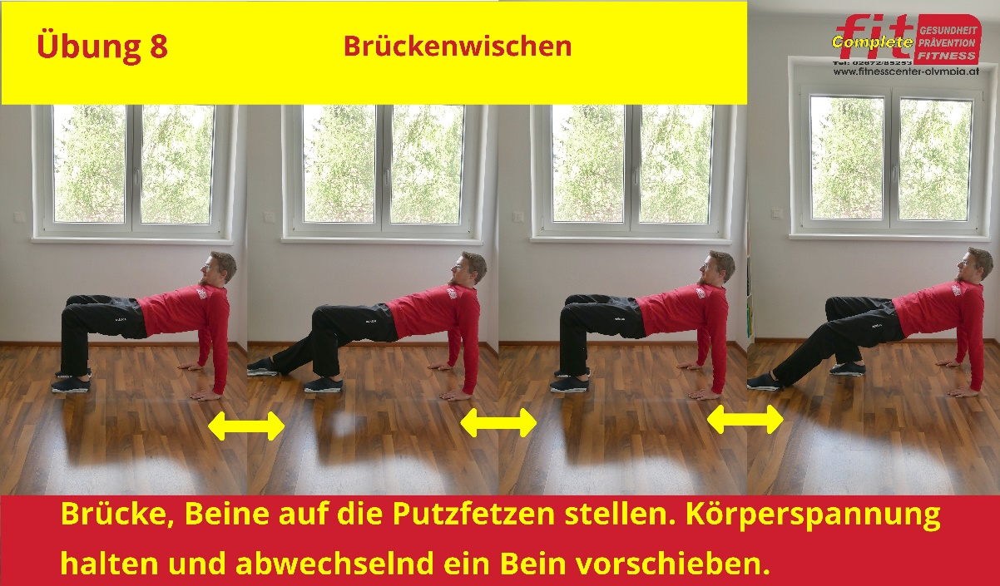 Übung 8
Brückenwischen
fit
Complete
GESUNDHEIT
PRÄVENTION
FITNESS
Tel: 02672/85253
www.fitnesscenter-olympia.at
Brücke, Beine auf die Putzfetzen stellen. Körperspannung
halten und abwechselnd ein Bein vorschieben.